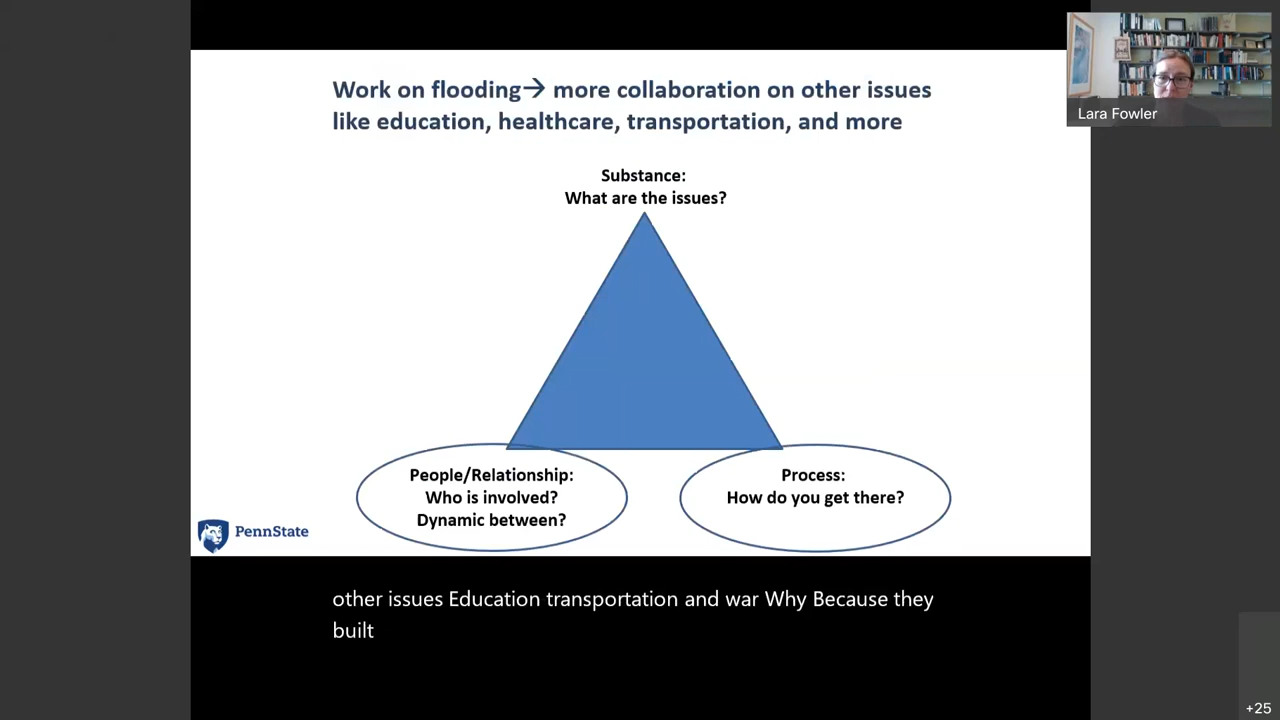 Work on flooding→ more collaboration on other issues
like education, healthcare, transportation, and more
Lara Fowler
Substance:
What are the issues?
People/Relationship:
Who is involved?
Dynamic between?
Process:
How do you get there?
PennState
other issues Education transportation and war Why Because they
built
+25